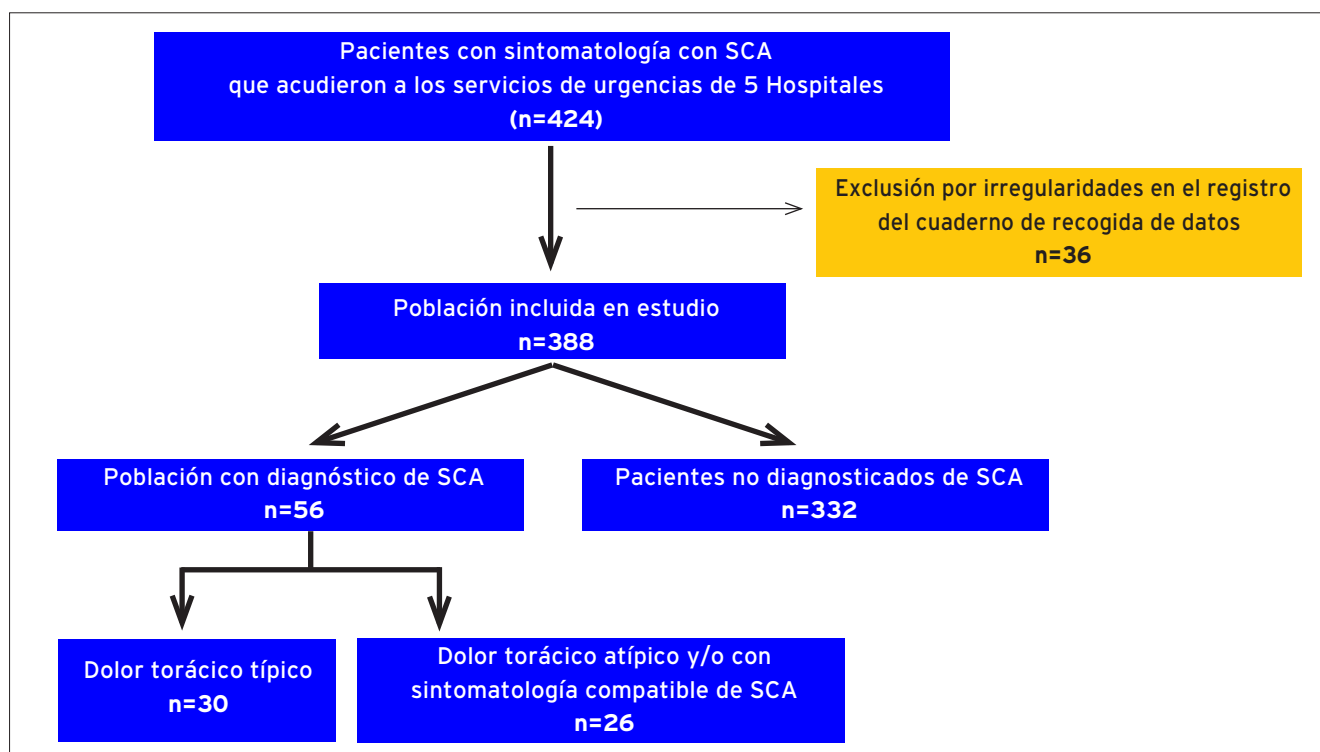 Pacientes con sintomatología con SCA
que acudieron a los servicios de urgencias de 5 Hospitales
(n=424)
Exclusión por irregularidades en el registro
del cuaderno de recogida de datos
n=36
Población incluida en estudio
n=388
Población con diagnóstico de SCA
n=56
Pacientes no diagnosticados de SCA
n=332
Dolor torácico típico
n=30
Dolor torácico atípico y/o con
sintomatología compatible de SCA
n=26